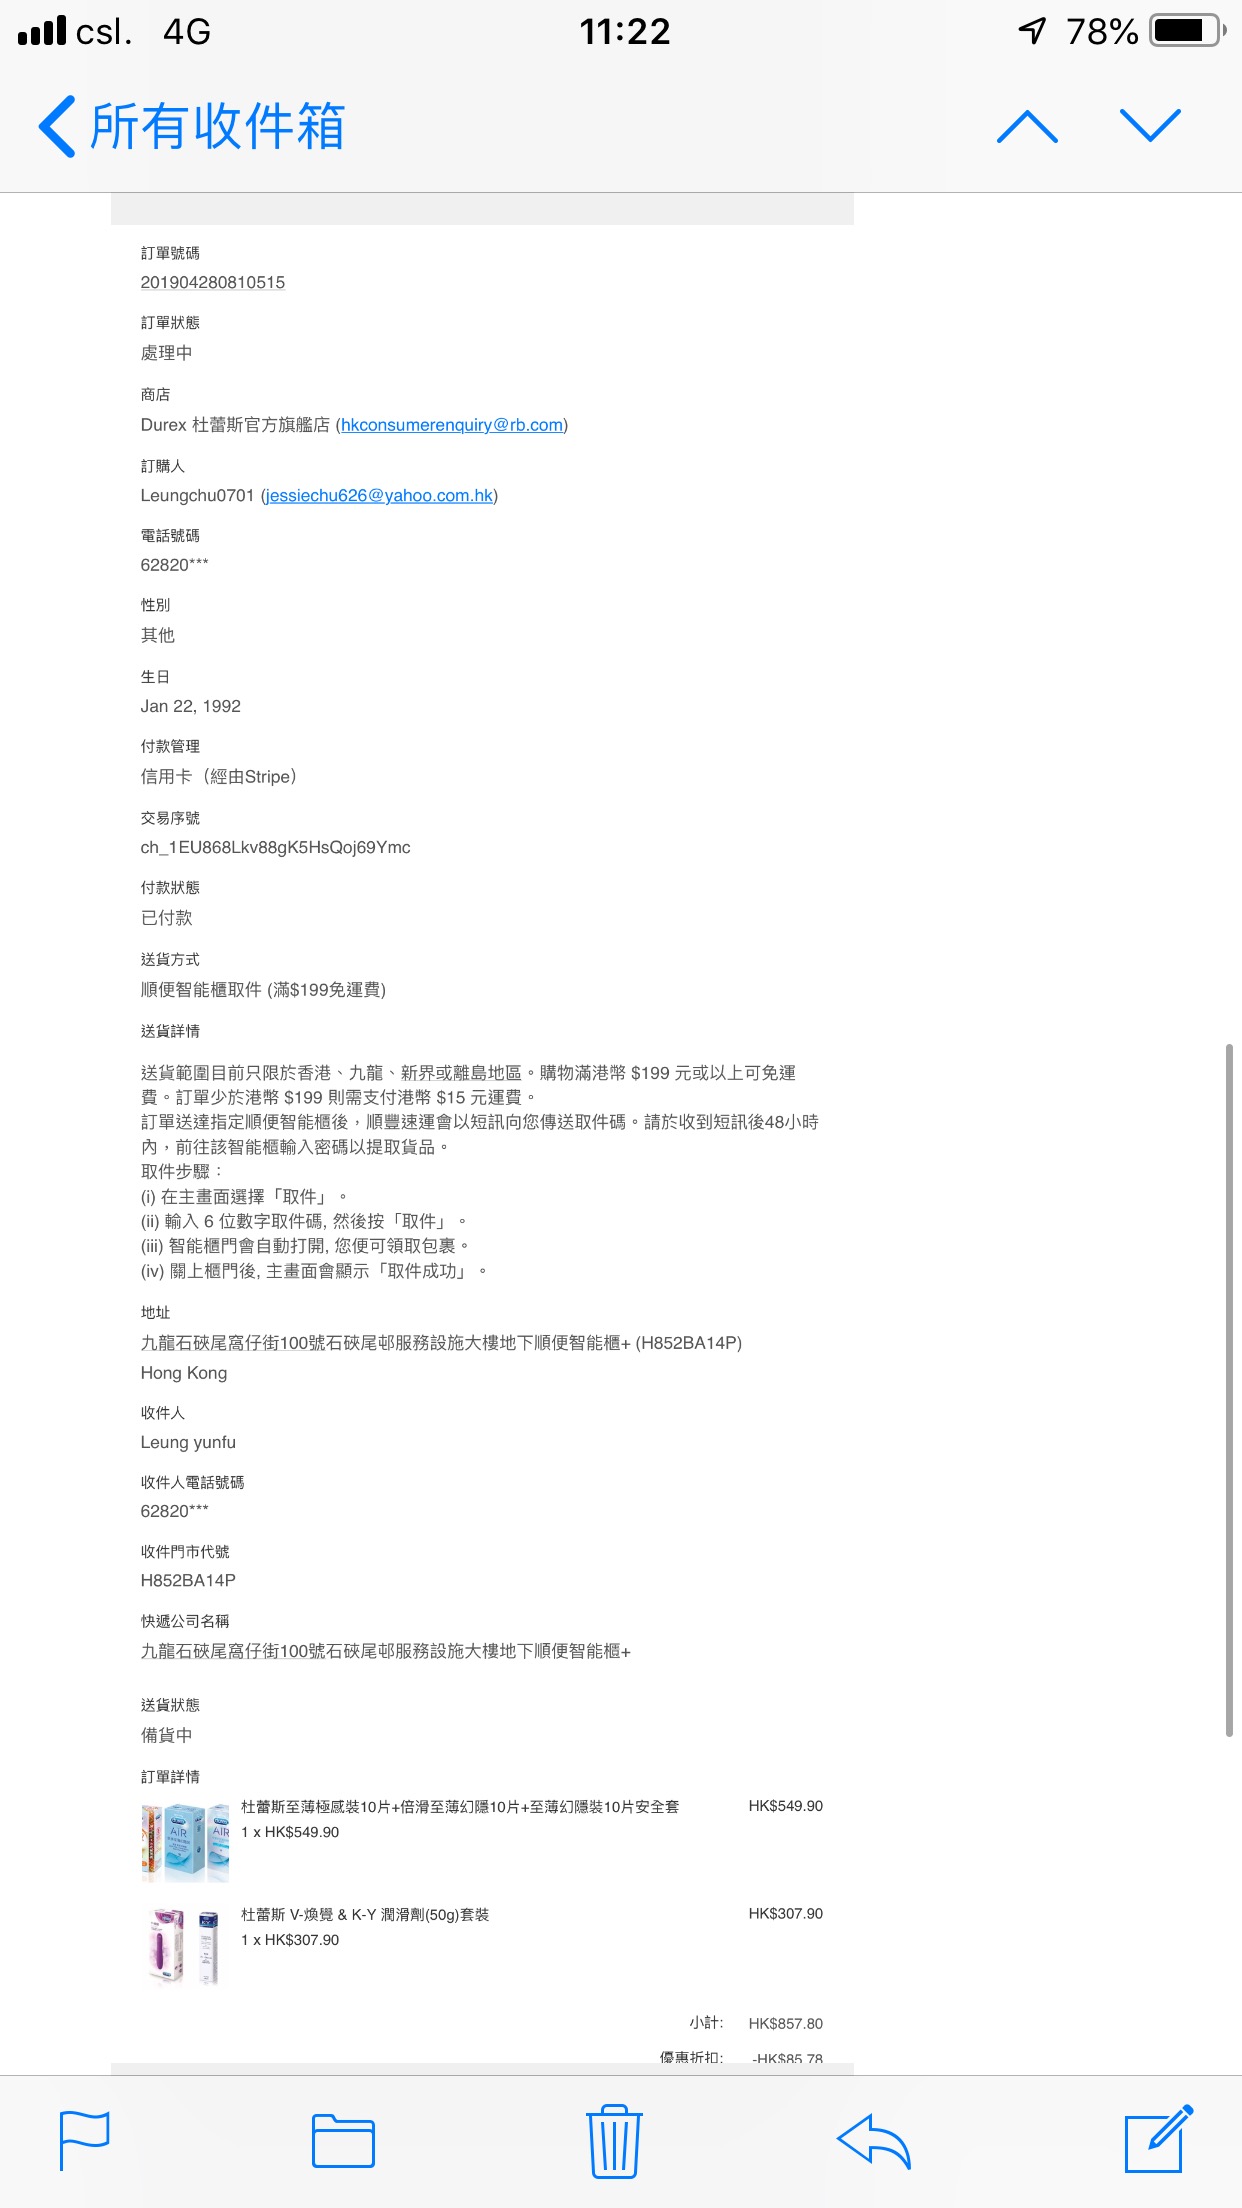 csl. 4G 11:22 78%
所有收件箱
訂單號碼
201904280810515
訂單狀態
處理中
商店
Durex 杜蕾斯官方旗艦店 (hkconsumerenquiry@rb.com)
訂購人
Leungchu0701 (jessiechu626@yahoo.com.hk)
電話號碼
62820***
性別
其他
生日
Jan 22, 1992
付款管理
信用卡（經由Stripe）
交易序號
ch_1EU868Lkv88gK5HsQoj69Ymc
付款狀態
已付款
送貨方式
順便智能櫃取件 (滿$199免運費)
送貨詳情
送貨範圍目前只限於香港、九龍、新界或離島地區。購物滿港幣 $199 元或以上可免運
費。訂單少於港幣 $199 則需支付港幣 $15 元運費。
訂單送達指定順便智能櫃後，順豐速運會以短訊向您傳送取件碼。請於收到短訊後48小時
內，前往該智能櫃輸入密碼以提取貨品。
取件步驟：
(i) 在主畫面選擇「取件」。
(ii) 輸入 6 位數字取件碼, 然後按「取件」。
(iii) 智能櫃門會自動打開, 您便可領取包裹。
(iv) 關上櫃門後, 主畫面會顯示「取件成功」。
地址
九龍石硤尾窩仔街100號石硤尾邨服務設施大樓地下順便智能櫃+ (H852BA14P)
Hong Kong
收件人
Leung yunfu
收件人電話號碼
62820***
收件門市代號
H852BA14P
快遞公司名稱
九龍石硤尾窩仔街100號石硤尾邨服務設施大樓地下順便智能櫃+
送貨狀態
備貨中
訂單詳情
杜蕾斯至薄極感裝10片+倍滑至薄幻隱10片+至薄幻隱裝10片安全套 HK$549.90
1 x HK$549.90
AIR
AIR
杜蕾斯 V-煥覺 & K-Y 潤滑劑(50g)套裝 HK$307.90
1 x HK$307.90
小計: HK$857.80
優惠折扣: -HK$85.78